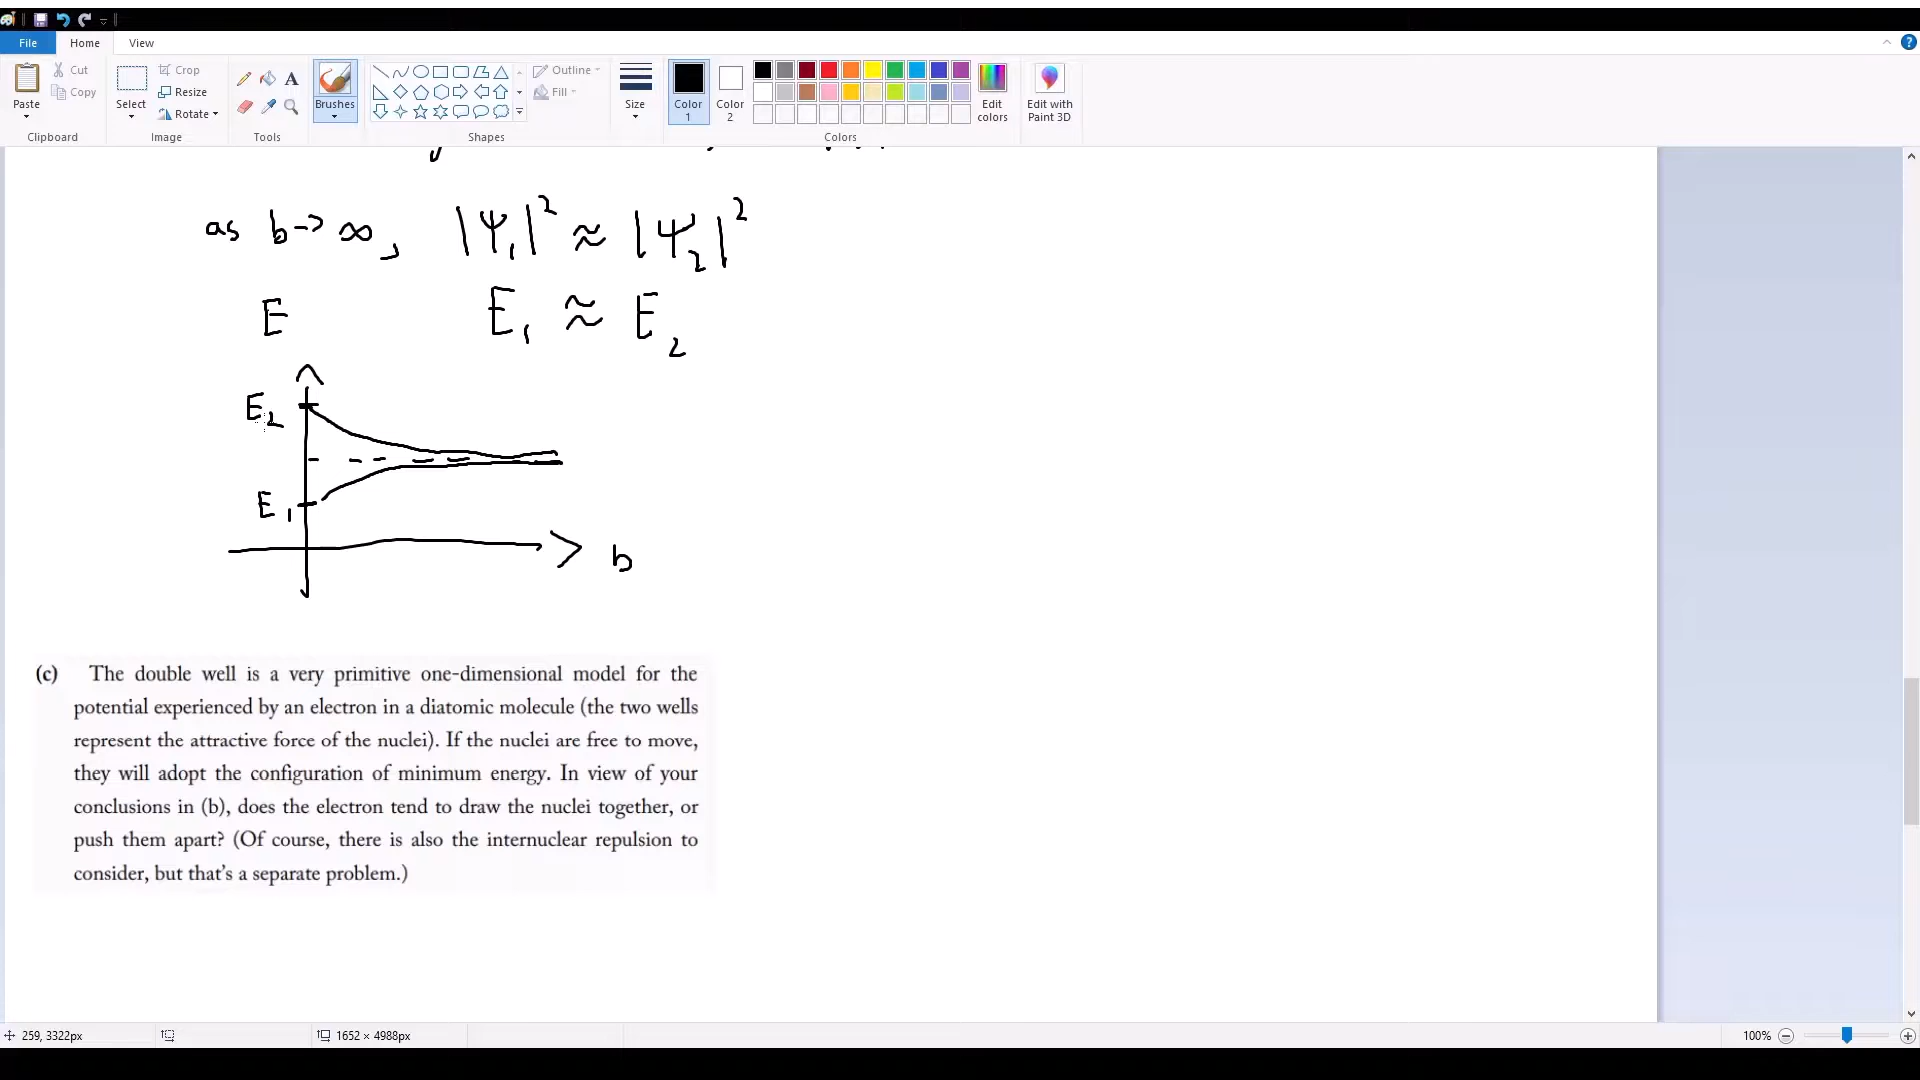 File Home View
Paste
Cut
Copy
Clipboard
Select
Crop
Resize
Rotate
Image
A
Tools
Brushes
Outline
Fill
Shapes
Size
Color 1
Color 2
Edit colors
Colors
Edit with Paint 3D
as b → ∞, |Ψ₁|² ≈ |Ψ₂|²
E E₁ ≈ E₂
E₂
E₁
b
(c) The double well is a very primitive one-dimensional model for the
potential experienced by an electron in a diatomic molecule (the two wells
represent the attractive force of the nuclei). If the nuclei are free to move,
they will adopt the configuration of minimum energy. In view of your
conclusions in (b), does the electron tend to draw the nuclei together, or
push them apart? (Of course, there is also the internuclear repulsion to
consider, but that's a separate problem.)
259, 3322px 1652 × 4988px 100%